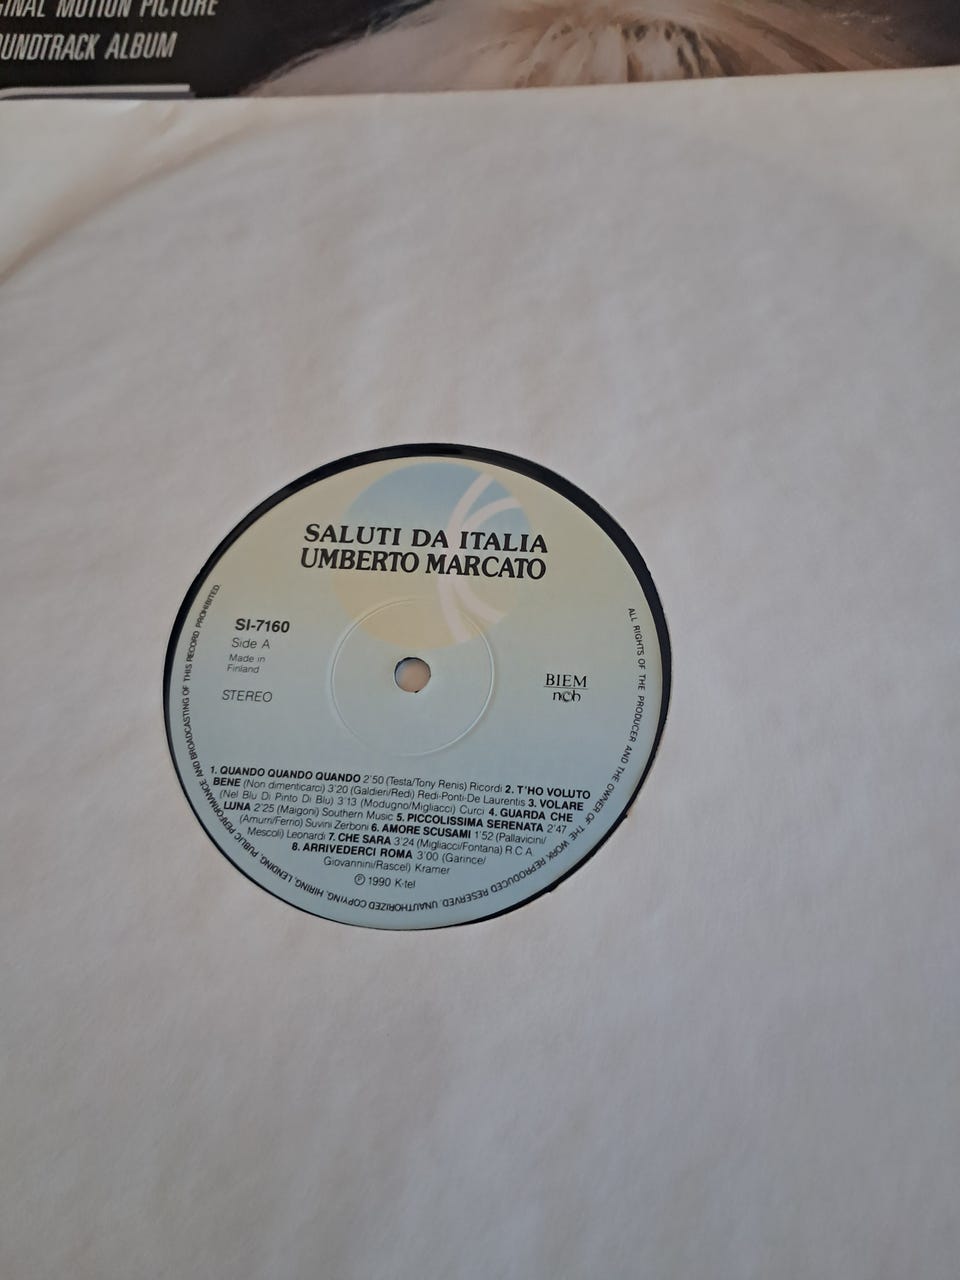 MOTION PICTURE
SOUNDTRACK ALBUM
SALUTI DA ITALIA
UMBERTO MARCATO
SI-7160
Side A
Made in
Finland
STEREO
BIEM
ncb
1. QUANDO QUANDO QUANDO 2'50 (Testa/Tony Renis) Ricordi 2. T'HO VOLUTO
BENE (Non dimenticarci) 3'20 (Galdieri/Redi) Redi-Ponti-De Laurentis 3. VOLARE
(Nel Blu Di Pinto Di Blu) 3'13 (Modugno/Migliacci) Curci 4. GUARDA CHE
LUNA 2'25 (Maigoni) Southern Music 5. PICCOLISSIMA SERENATA 2'47
(Amurri/Ferrio) Suvini Zerboni 6. AMORE SCUSAMI 1'52 (Pallavicini/
Mescoli) Leonardi 7. CHE SARA 3'24 (Migliacci/Fontana) R.C.A.
8. ARRIVEDERCI ROMA 3'00 (Garince/
Giovannini/Rascel) Kramer
℗ 1990 K-tel
ALL RIGHTS OF THE PRODUCER AND THE OWNER OF THE WORK REPRODUCED RESERVED. UNAUTHORIZED COPYING, HIRING, LENDING, PUBLIC PERFORMANCE AND BROADCASTING OF THIS RECORD PROHIBITED.